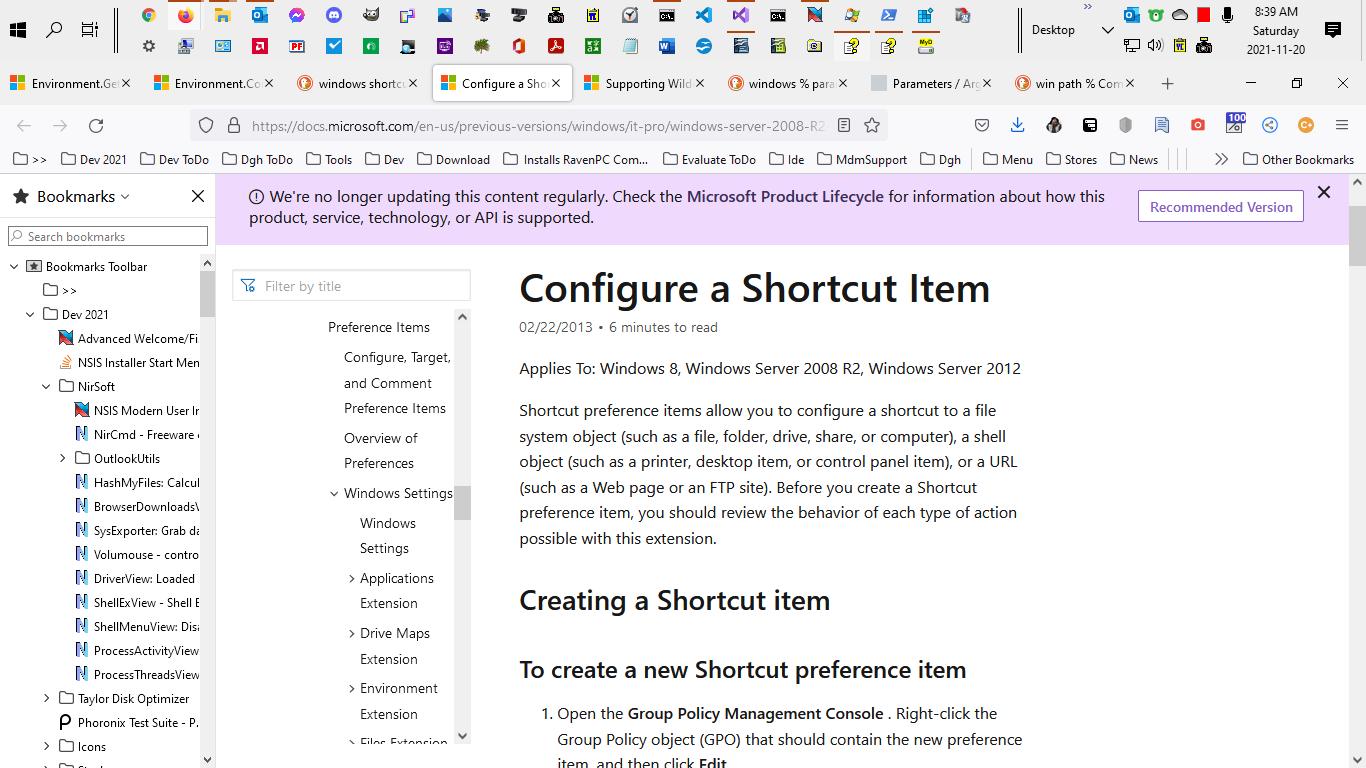 8:39 AM
Desktop
Saturday
2021-11-20
Environment.Get
Environment.Co
windows shortcu
Configure a Sho
Supporting Wild
windows % para
Parameters / Arg
win path % Com
https://docs.microsoft.com/en-us/previous-versions/windows/it-pro/windows-server-2008-R2
100
>>
Dev 2021
Dev ToDo
Dgh ToDo
Tools
Dev
Download
Installs RavenPC Com...
Evaluate ToDo
Ide
MdmSupport
Dgh
Menu
Stores
News
Other Bookmarks
Bookmarks
Search bookmarks
Bookmarks Toolbar
>>
Dev 2021
Advanced Welcome/Fi
NSIS Installer Start Men
NirSoft
NSIS Modern User In
NirCmd - Freeware
OutlookUtils
HashMyFiles: Calcul
BrowserDownloadsV
SysExporter: Grab da
Volumouse - contro
DriverView: Loaded
ShellExView - Shell E
ShellMenuView: Disa
ProcessActivityView
ProcessThreadsView
Taylor Disk Optimizer
Phoronix Test Suite - P...
Icons
We're no longer updating this content regularly. Check the Microsoft Product Lifecycle for information about how this
product, service, technology, or API is supported.
Recommended Version
Filter by title
Preference Items
Configure, Target,
and Comment
Preference Items
Overview of
Preferences
Windows Settings
Windows
Settings
Applications
Extension
Drive Maps
Extension
Environment
Extension
Files Extension
Configure a Shortcut Item
02/22/2013 • 6 minutes to read
Applies To: Windows 8, Windows Server 2008 R2, Windows Server 2012
Shortcut preference items allow you to configure a shortcut to a file
system object (such as a file, folder, drive, share, or computer), a shell
object (such as a printer, desktop item, or control panel item), or a URL
(such as a Web page or an FTP site). Before you create a Shortcut
preference item, you should review the behavior of each type of action
possible with this extension.
Creating a Shortcut item
To create a new Shortcut preference item
1. Open the Group Policy Management Console . Right-click the
Group Policy object (GPO) that should contain the new preference
item, and then click Edit